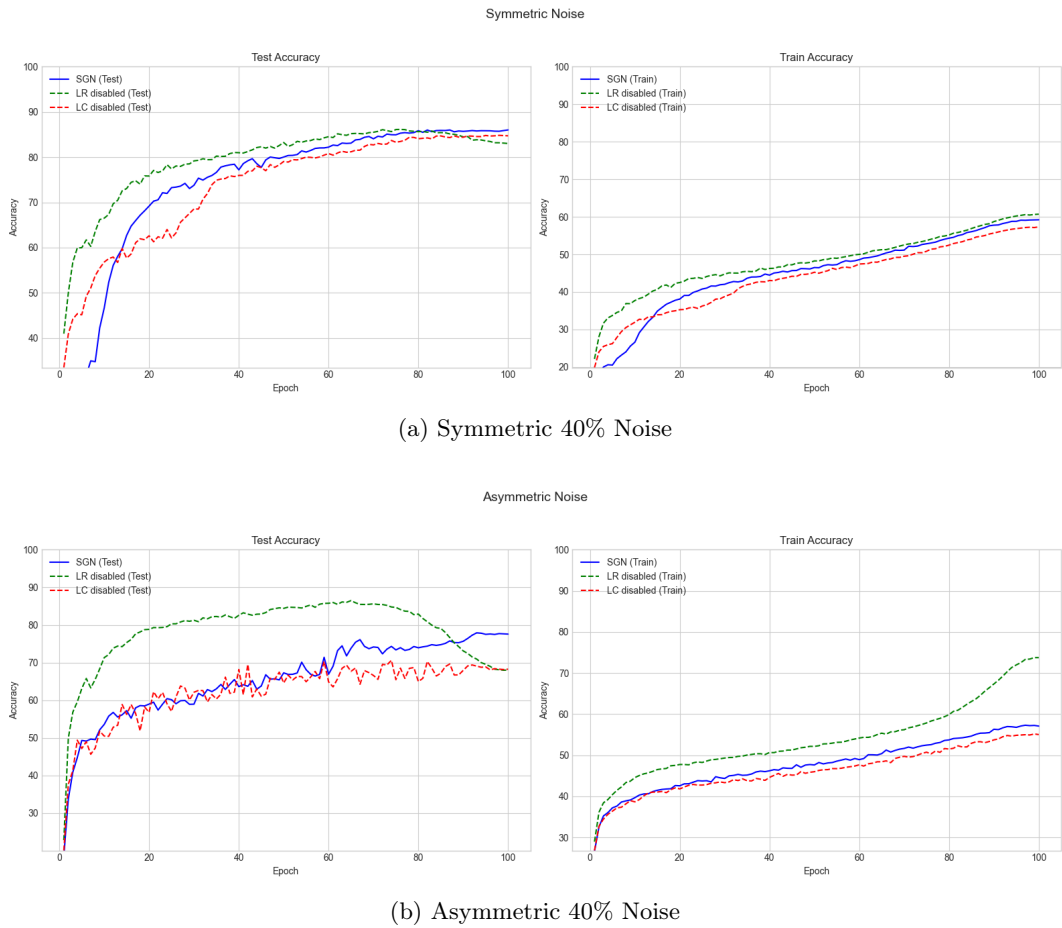 Symmetric Noise
Test Accuracy
100
90
80
70
60
50
40
Accuracy
SGN (Test)
LR disabled (Test)
LC disabled (Test)
0 20 40 60 80 100
Epoch
Train Accuracy
100
90
80
70
60
50
40
30
20
Accuracy
SGN (Train)
LR disabled (Train)
LC disabled (Train)
0 20 40 60 80 100
Epoch
(a) Symmetric 40% Noise
Asymmetric Noise
Test Accuracy
100
90
80
70
60
50
40
30
Accuracy
SGN (Test)
LR disabled (Test)
LC disabled (Test)
0 20 40 60 80 100
Epoch
Train Accuracy
100
90
80
70
60
50
40
30
Accuracy
SGN (Train)
LR disabled (Train)
LC disabled (Train)
0 20 40 60 80 100
Epoch
(b) Asymmetric 40% Noise